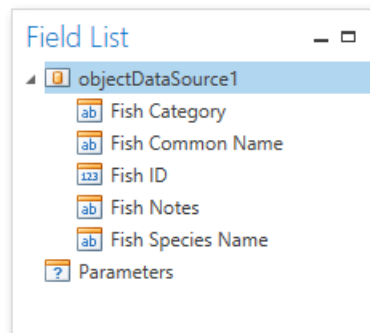 Field List
objectDataSource1
ab Fish Category
ab Fish Common Name
123 Fish ID
ab Fish Notes
ab Fish Species Name
? Parameters